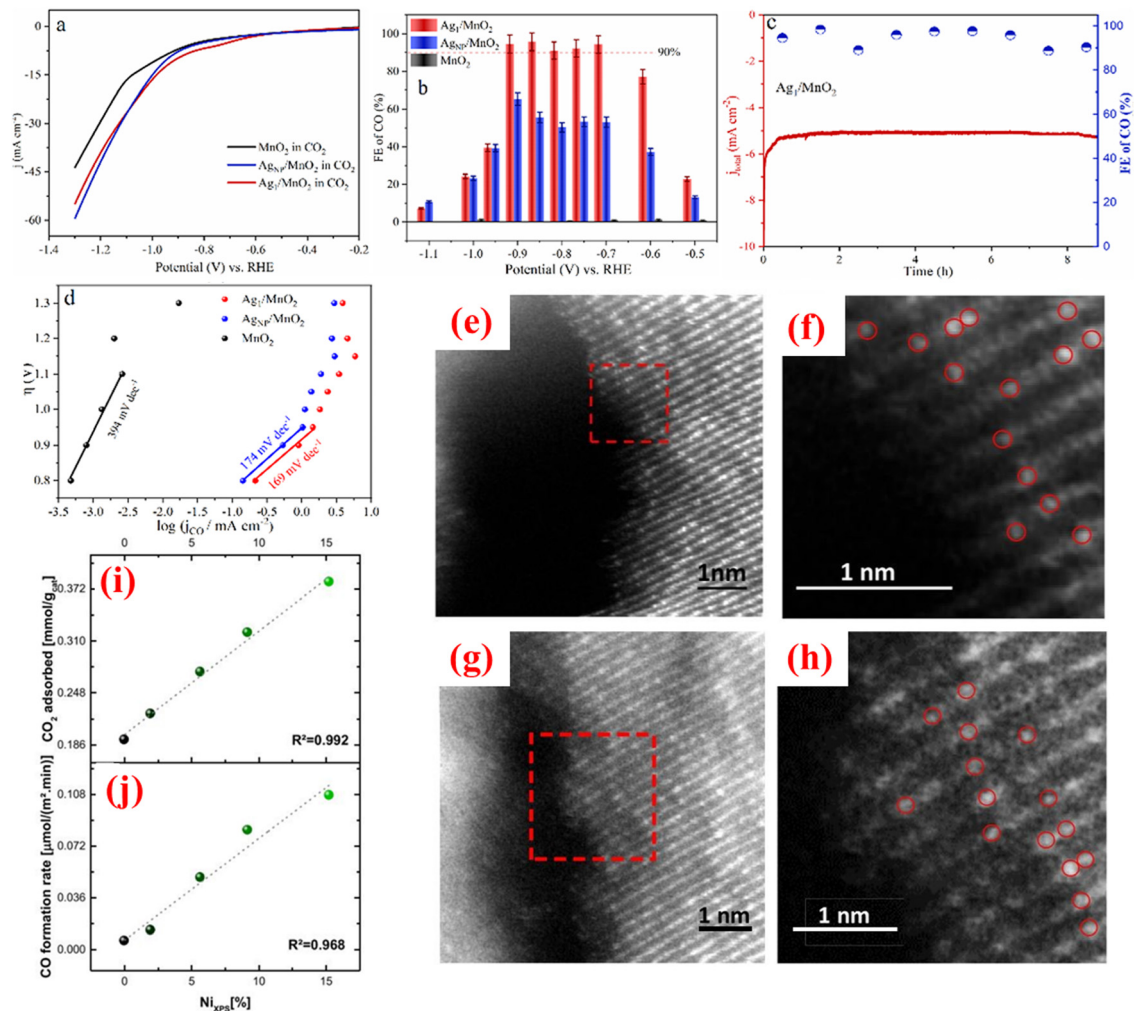 a
j (mA cm⁻²)
0
-15
-30
-45
-60
MnO₂ in CO₂
Ag_NP/MnO₂ in CO₂
Ag₁/MnO₂ in CO₂
-1.4 -1.2 -1.0 -0.8 -0.6 -0.4 -0.2
Potential (V) vs. RHE
b
FE of CO (%)
100
80
60
40
20
0
Ag₁/MnO₂
Ag_NP/MnO₂
MnO₂
90%
-1.1 -1.0 -0.9 -0.8 -0.7 -0.6 -0.5
Potential (V) vs. RHE
c
j_total (mA cm⁻²)
0
-2
-4
-6
-8
-10
Ag₁/MnO₂
100
80
60
40
20
0
FE of CO (%)
0 2 4 6 8
Time (h)
d
η (V)
1.3
1.2
1.1
1.0
0.9
0.8
Ag₁/MnO₂
Ag_NP/MnO₂
MnO₂
394 mV dec⁻¹
174 mV dec⁻¹
169 mV dec⁻¹
-3.5 -3.0 -2.5 -2.0 -1.5 -1.0 -0.5 0.0 0.5 1.0
log (j_CO / mA cm⁻²)
(e)
1nm
(f)
1 nm
(g)
1 nm
(h)
1 nm
0 5 10 15
(i)
CO₂ adsorbed [mmol/g_cat]
0.372
0.310
0.248
0.186
R²=0.992
(j)
CO formation rate [µmol/(m².min)]
0.108
0.072
0.036
0.000
R²=0.968
0 5 10 15
Ni_XPS[%]